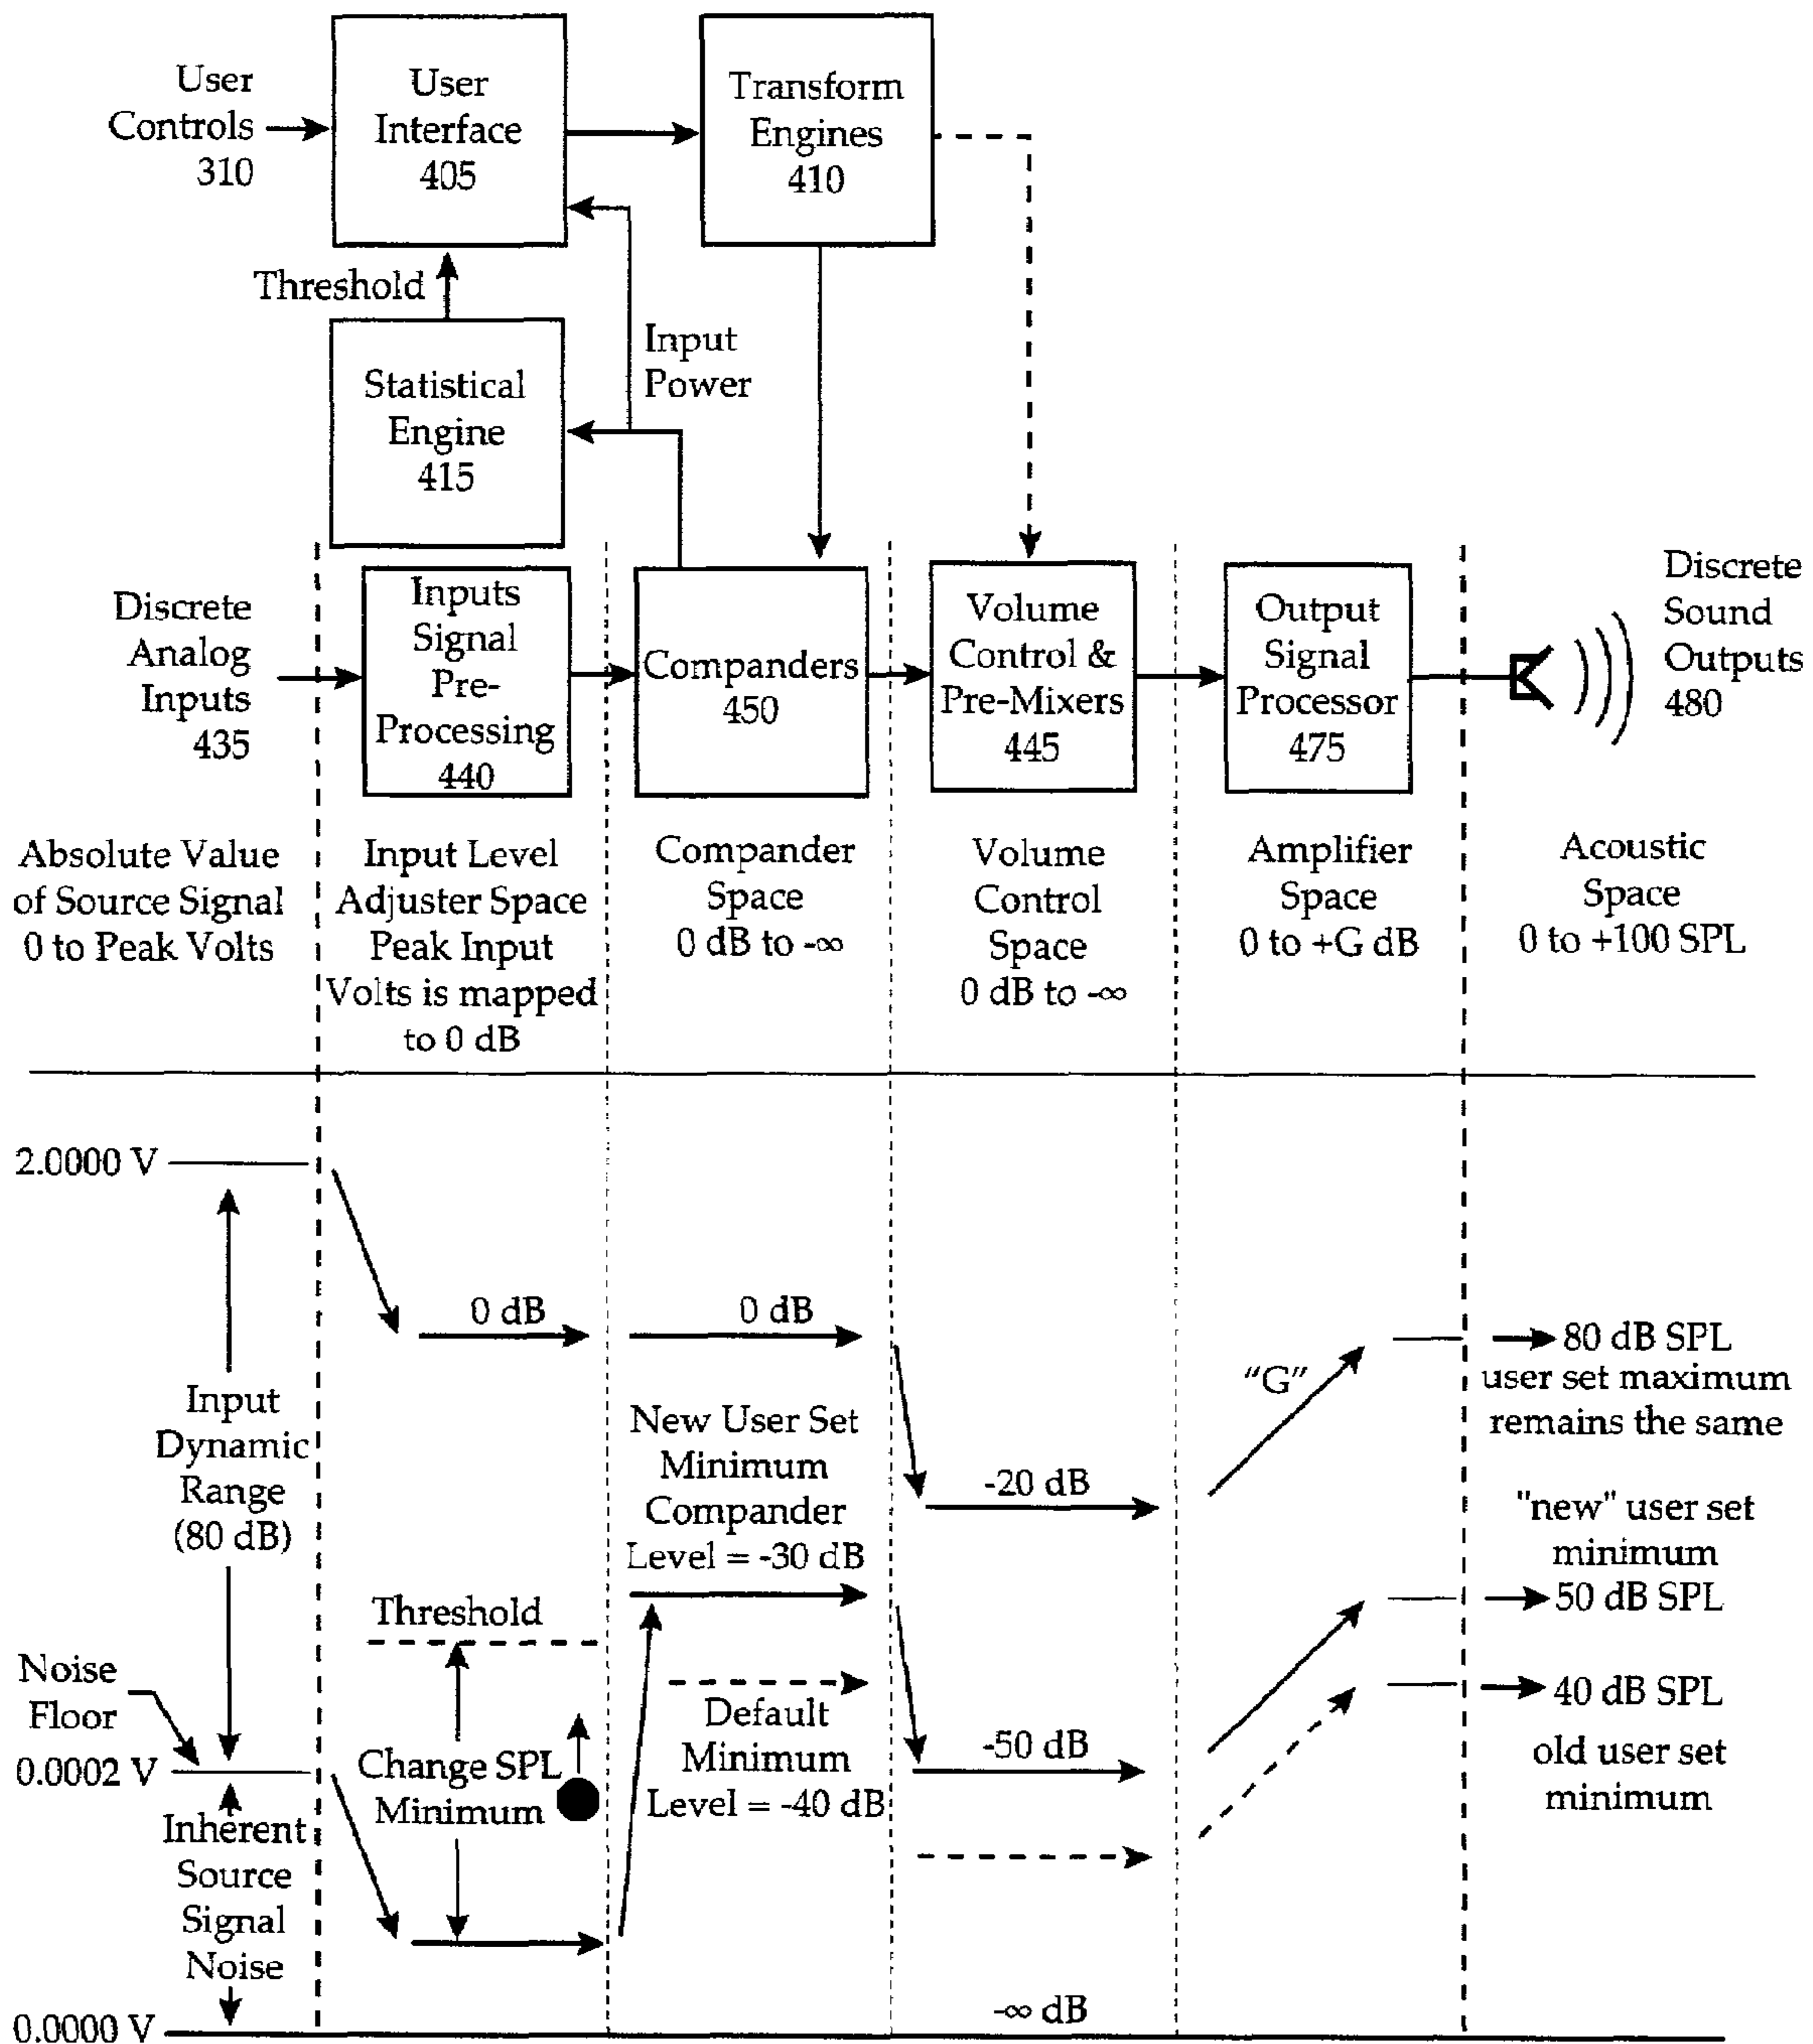 User
Controls
310
User
Interface
405
Transform
Engines
410
Threshold
Input
Power
Statistical
Engine
415
Discrete
Analog
Inputs
435
Inputs
Signal
Pre-
Processing
440
Companders
450
Volume
Control &
Pre-Mixers
445
Output
Signal
Processor
475
Discrete
Sound
Outputs
480
Absolute Value
of Source Signal
0 to Peak Volts
Input Level
Adjuster Space
Peak Input
Volts is mapped
to 0 dB
Compander
Space
0 dB to -∞
Volume
Control
Space
0 dB to -∞
Amplifier
Space
0 to +G dB
Acoustic
Space
0 to +100 SPL
2.0000 V
Input
Dynamic
Range
(80 dB)
Noise
Floor
0.0002 V
Inherent
Source
Signal
Noise
0.0000 V
0 dB
Threshold
Change SPL
Minimum
0 dB
New User Set
Minimum
Compander
Level = -30 dB
Default
Minimum
Level = -40 dB
-20 dB
-50 dB
-∞ dB
"G"
80 dB SPL
user set maximum
remains the same
"new" user set
minimum
50 dB SPL
40 dB SPL
old user set
minimum